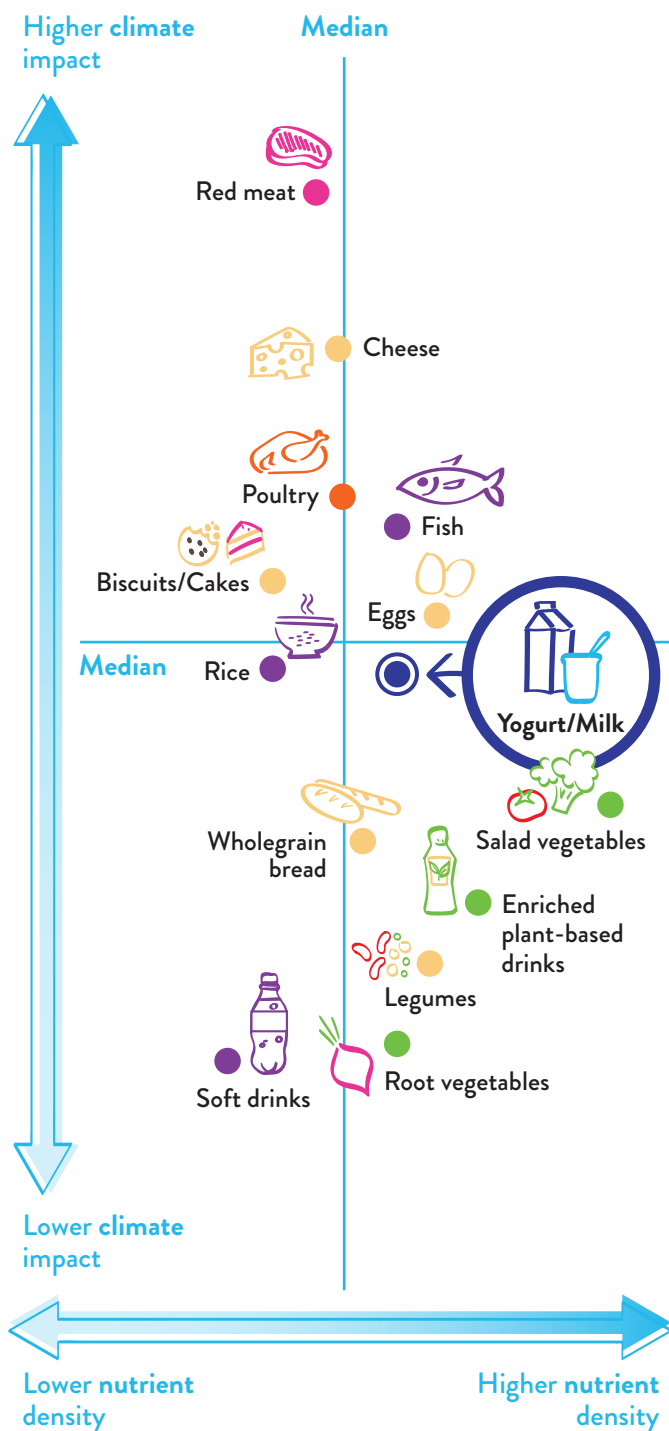 Higher climate
impact
Median
Red meat
Cheese
Poultry
Fish
Biscuits/Cakes
Eggs
Median
Rice
Yogurt/Milk
Wholegrain
bread
Salad vegetables
Enriched
plant-based
drinks
Legumes
Root vegetables
Soft drinks
Lower climate
impact
Lower nutrient
density
Higher nutrient
density